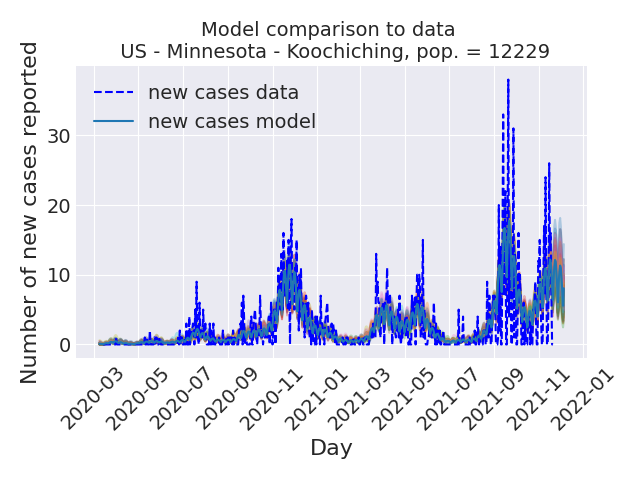 Model comparison to data
US - Minnesota - Koochiching, pop. = 12229
Number of new cases reported
new cases data
new cases model
30
20
10
0
2020-03
2020-05
2020-07
2020-09
2020-11
2021-01
2021-03
2021-05
2021-07
2021-09
2021-11
2022-01
Day